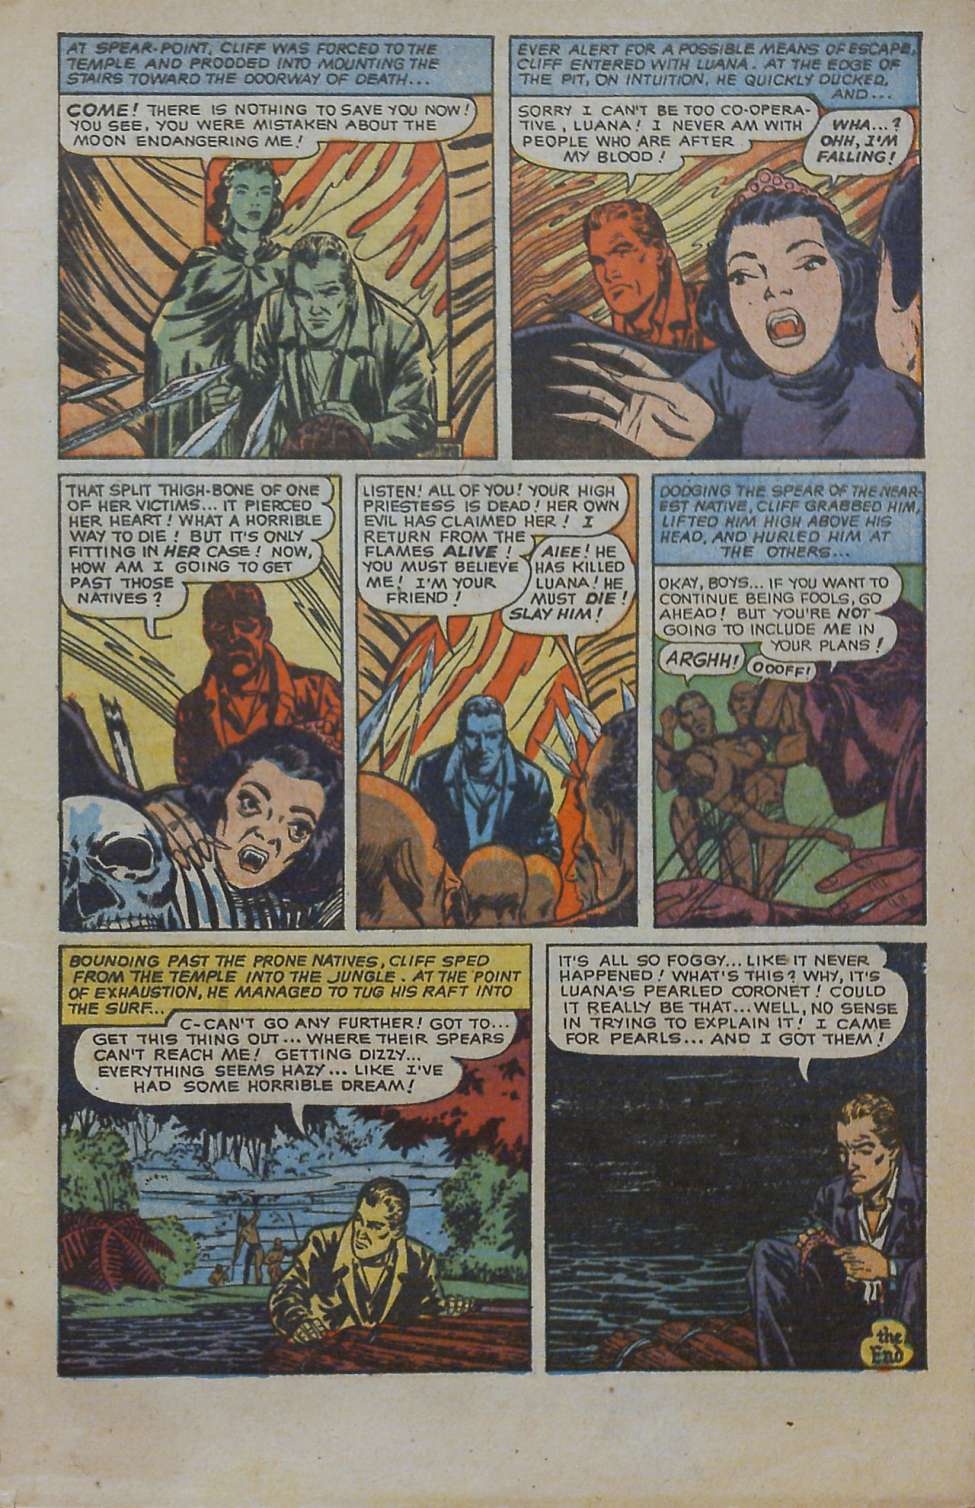 AT SPEAR-POINT, CLIFF WAS FORCED TO THE
TEMPLE AND PRODDED INTO MOUNTING THE
STAIRS TOWARD THE DOORWAY OF DEATH...
COME! THERE IS NOTHING TO SAVE YOU NOW!
YOU SEE, YOU WERE MISTAKEN ABOUT THE
MOON ENDANGERING ME!
EVER ALERT FOR A POSSIBLE MEANS OF ESCAPE,
CLIFF ENTERED WITH LUANA. AT THE EDGE OF
THE PIT, ON INTUITION, HE QUICKLY DUCKED,
AND...
SORRY I CAN'T BE TOO CO-OPERA-
TIVE, LUANA! I NEVER AM WITH
PEOPLE WHO ARE AFTER
MY BLOOD!
WHA...?
OHH, I'M
FALLING!
THAT SPLIT THIGH-BONE OF ONE
OF HER VICTIMS... IT PIERCED
HER HEART! WHAT A HORRIBLE
WAY TO DIE! BUT IT'S ONLY
FITTING IN HER CASE! NOW,
HOW AM I GOING TO GET
PAST THOSE
NATIVES?
LISTEN! ALL OF YOU! YOUR HIGH
PRIESTESS IS DEAD! HER OWN
EVIL HAS CLAIMED HER! I
RETURN FROM THE
FLAMES ALIVE!
YOU MUST BELIEVE
ME! I'M YOUR
FRIEND!
AIEE! HE
HAS KILLED
LUANA! HE
MUST DIE!
SLAY HIM!
DODGING THE SPEAR OF THE NEAR-
EST NATIVE, CLIFF GRABBED HIM,
LIFTED HIM HIGH ABOVE HIS
HEAD, AND HURLED HIM AT
THE OTHERS...
OKAY, BOYS... IF YOU WANT TO
CONTINUE BEING FOOLS, GO
AHEAD! BUT YOU'RE NOT
GOING TO INCLUDE ME IN
YOUR PLANS!
ARGHH!
OOOFF!
BOUNDING PAST THE PRONE NATIVES, CLIFF SPED
FROM THE TEMPLE INTO THE JUNGLE. AT THE POINT
OF EXHAUSTION, HE MANAGED TO TUG HIS RAFT INTO
THE SURF...
C-CAN'T GO ANY FURTHER! GOT TO...
GET THIS THING OUT... WHERE THEIR SPEARS
CAN'T REACH ME! GETTING DIZZY...
EVERYTHING SEEMS HAZY... LIKE I'VE
HAD SOME HORRIBLE DREAM!
IT'S ALL SO FOGGY... LIKE IT NEVER
HAPPENED! WHAT'S THIS? WHY, IT'S
LUANA'S PEARLED CORONET! COULD
IT REALLY BE THAT... WELL, NO SENSE
IN TRYING TO EXPLAIN IT! I CAME
FOR PEARLS... AND I GOT THEM!
the
End